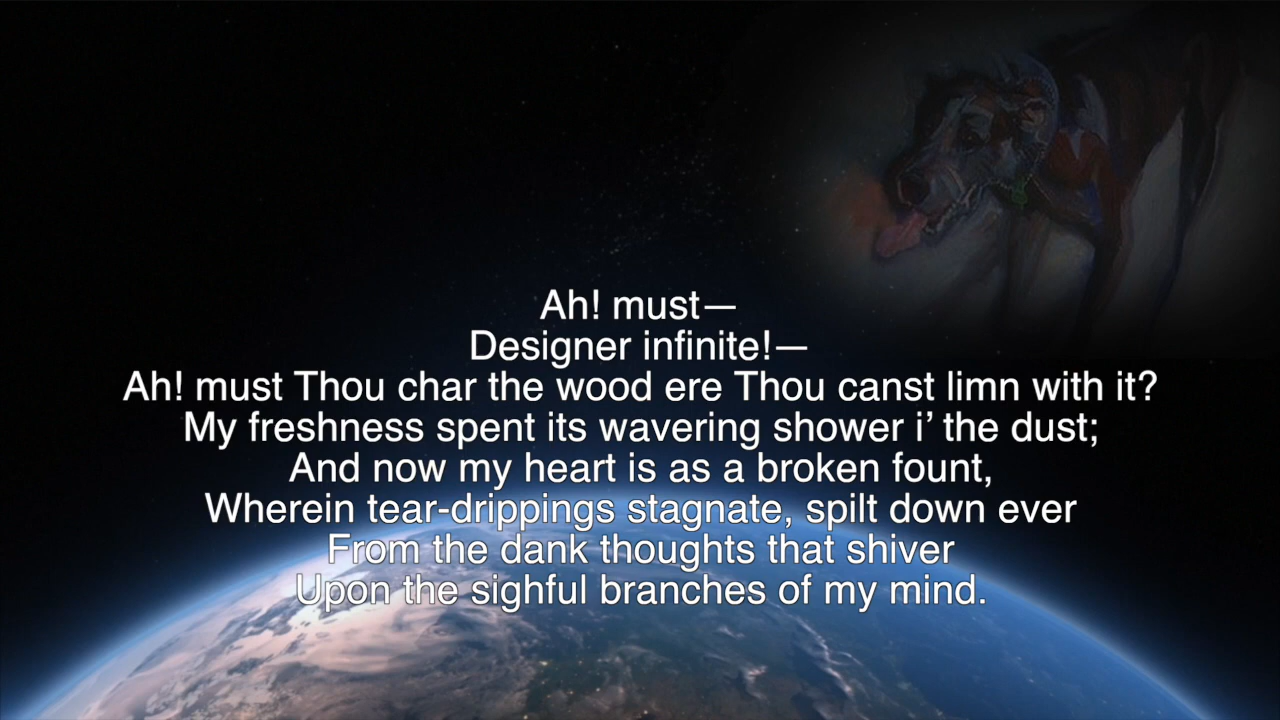 Ah! must—
Designer infinite!—
Ah! must Thou char the wood ere Thou canst limn with it?
My freshness spent its wavering shower i’ the dust;
And now my heart is as a broken fount,
Wherein tear-drippings stagnate, spilt down ever
From the dank thoughts that shiver
Upon the sighful branches of my mind.